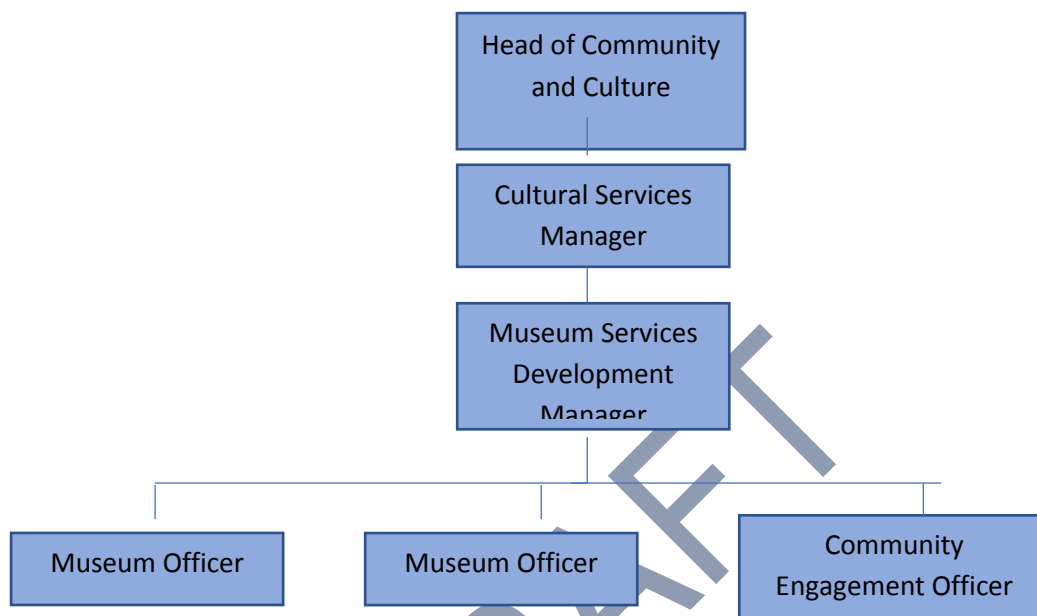 Head of Community
and Culture
Cultural Services
Manager
Museum Services
Development
Manager
Museum Officer
Museum Officer
Community
Engagement Officer